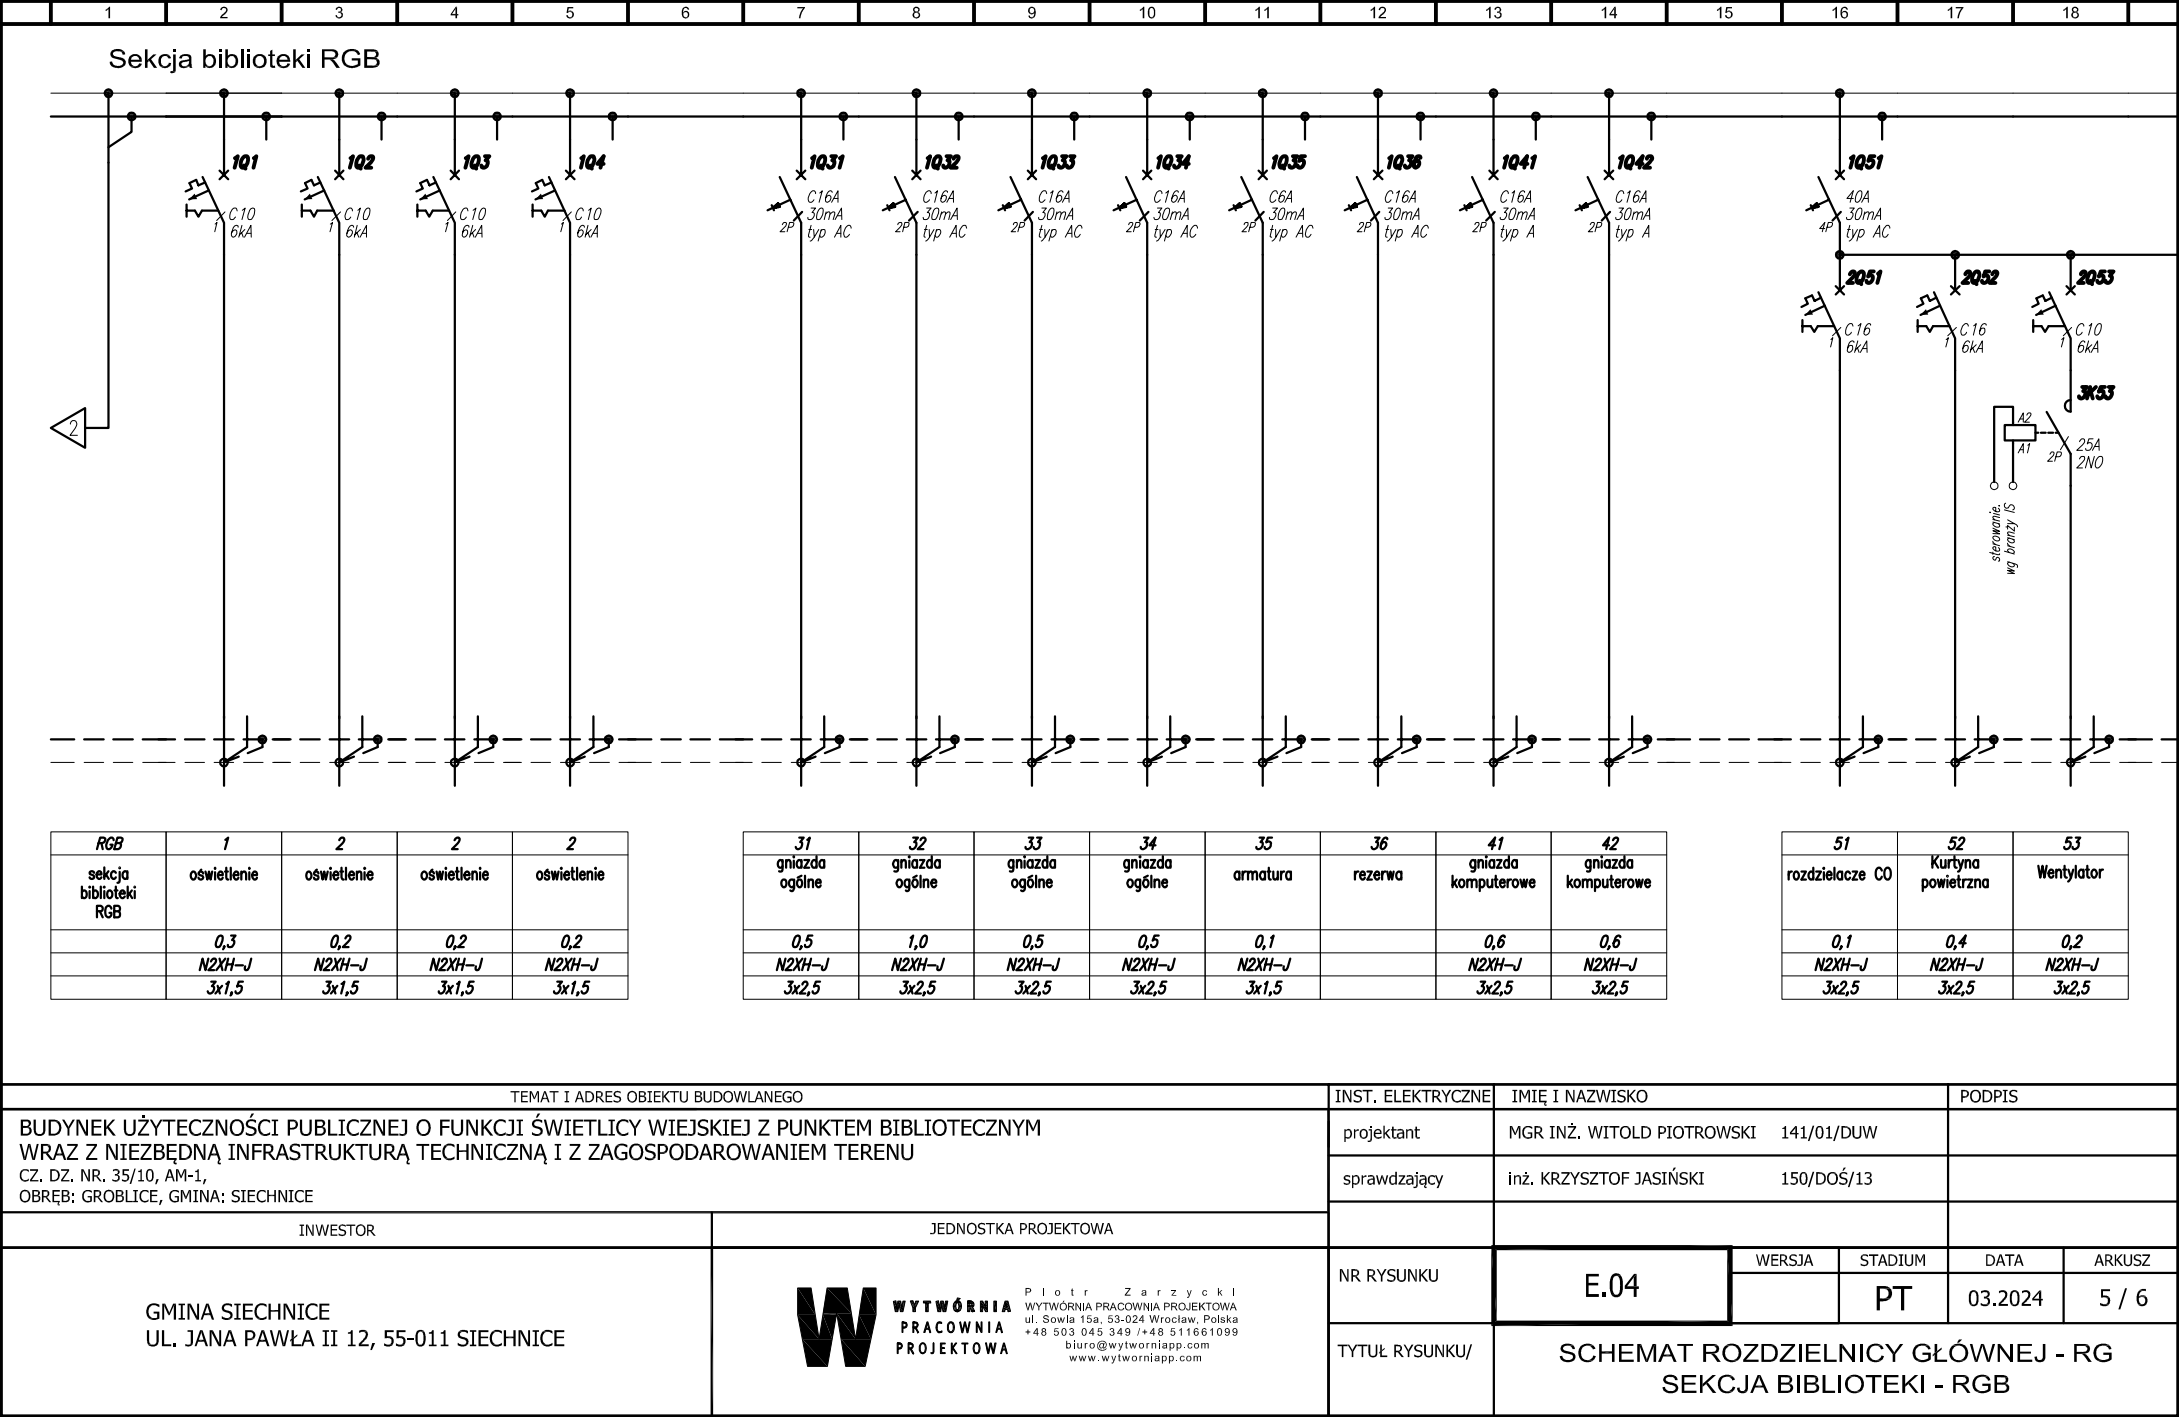 1 2 3 4 5 6 7 8 9 10 11 12 13 14 15 16 17 18
Sekcja biblioteki RGB
1Q1 1Q2 1Q3 1Q4 1Q31 1Q32 1Q33 1Q34 1Q35 1Q36 1Q41 1Q42 1Q51
C16A C16A C16A C16A C6A C16A C16A C16A 40A
C10 C10 C10 C10 30mA 30mA 30mA 30mA 30mA 30mA 30mA 30mA 30mA
1 6kA 1 6kA 1 6kA 1 6kA 2P typ AC 2P typ AC 2P typ AC 2P typ AC 2P typ AC 2P typ AC 2P typ A 2P typ A 4P typ AC
2Q51 2Q52 2Q53
C16 C16 C10
1 6kA 1 6kA 1 6kA
3K53
2
A2
A1 25A
2P 2NO
sterowanie.
wg branży IS
RGB 1 2 2 2 31 32 33 34 35 36 41 42 51 52 53
sekcja oświetlenie oświetlenie oświetlenie oświetlenie gniazda gniazda gniazda gniazda armatura rezerwa gniazda gniazda rozdzielacze CO Kurtyna Wentylator
biblioteki ogólne ogólne ogólne ogólne komputerowe komputerowe powietrzna
RGB
0,3 0,2 0,2 0,2 0,5 1,0 0,5 0,5 0,1 0,6 0,6 0,1 0,4 0,2
N2XH-J N2XH-J N2XH-J N2XH-J N2XH-J N2XH-J N2XH-J N2XH-J N2XH-J N2XH-J N2XH-J N2XH-J N2XH-J N2XH-J
3x1,5 3x1,5 3x1,5 3x1,5 3x2,5 3x2,5 3x2,5 3x2,5 3x1,5 3x2,5 3x2,5 3x2,5 3x2,5 3x2,5
TEMAT I ADRES OBIEKTU BUDOWLANEGO
BUDYNEK UŻYTECZNOŚCI PUBLICZNEJ O FUNKCJI ŚWIETLICY WIEJSKIEJ Z PUNKTEM BIBLIOTECZNYM
WRAZ Z NIEZBĘDNĄ INFRASTRUKTURĄ TECHNICZNĄ I Z ZAGOSPODAROWANIEM TERENU
CZ. DZ. NR. 35/10, AM-1,
OBRĘB: GROBLICE, GMINA: SIECHNICE
INST. ELEKTRYCZNE IMIĘ I NAZWISKO PODPIS
projektant MGR INŻ. WITOLD PIOTROWSKI 141/01/DUW
sprawdzający inż. KRZYSZTOF JASIŃSKI 150/DOŚ/13
INWESTOR
GMINA SIECHNICE
UL. JANA PAWŁA II 12, 55-011 SIECHNICE
JEDNOSTKA PROJEKTOWA
W
WYTWÓRNIA
PRACOWNIA
PROJEKTOWA
Piotr Zarzycki
WYTWÓRNIA PRACOWNIA PROJEKTOWA
ul. Sowia 15a, 53-024 Wrocław, Polska
+48 503 045 349 /+48 511661099
biuro@wytworniapp.com
www.wytworniapp.com
NR RYSUNKU E.04
WERSJA STADIUM DATA ARKUSZ
PT 03.2024 5 / 6
TYTUŁ RYSUNKU/
SCHEMAT ROZDZIELNICY GŁÓWNEJ - RG
SEKCJA BIBLIOTEKI - RGB